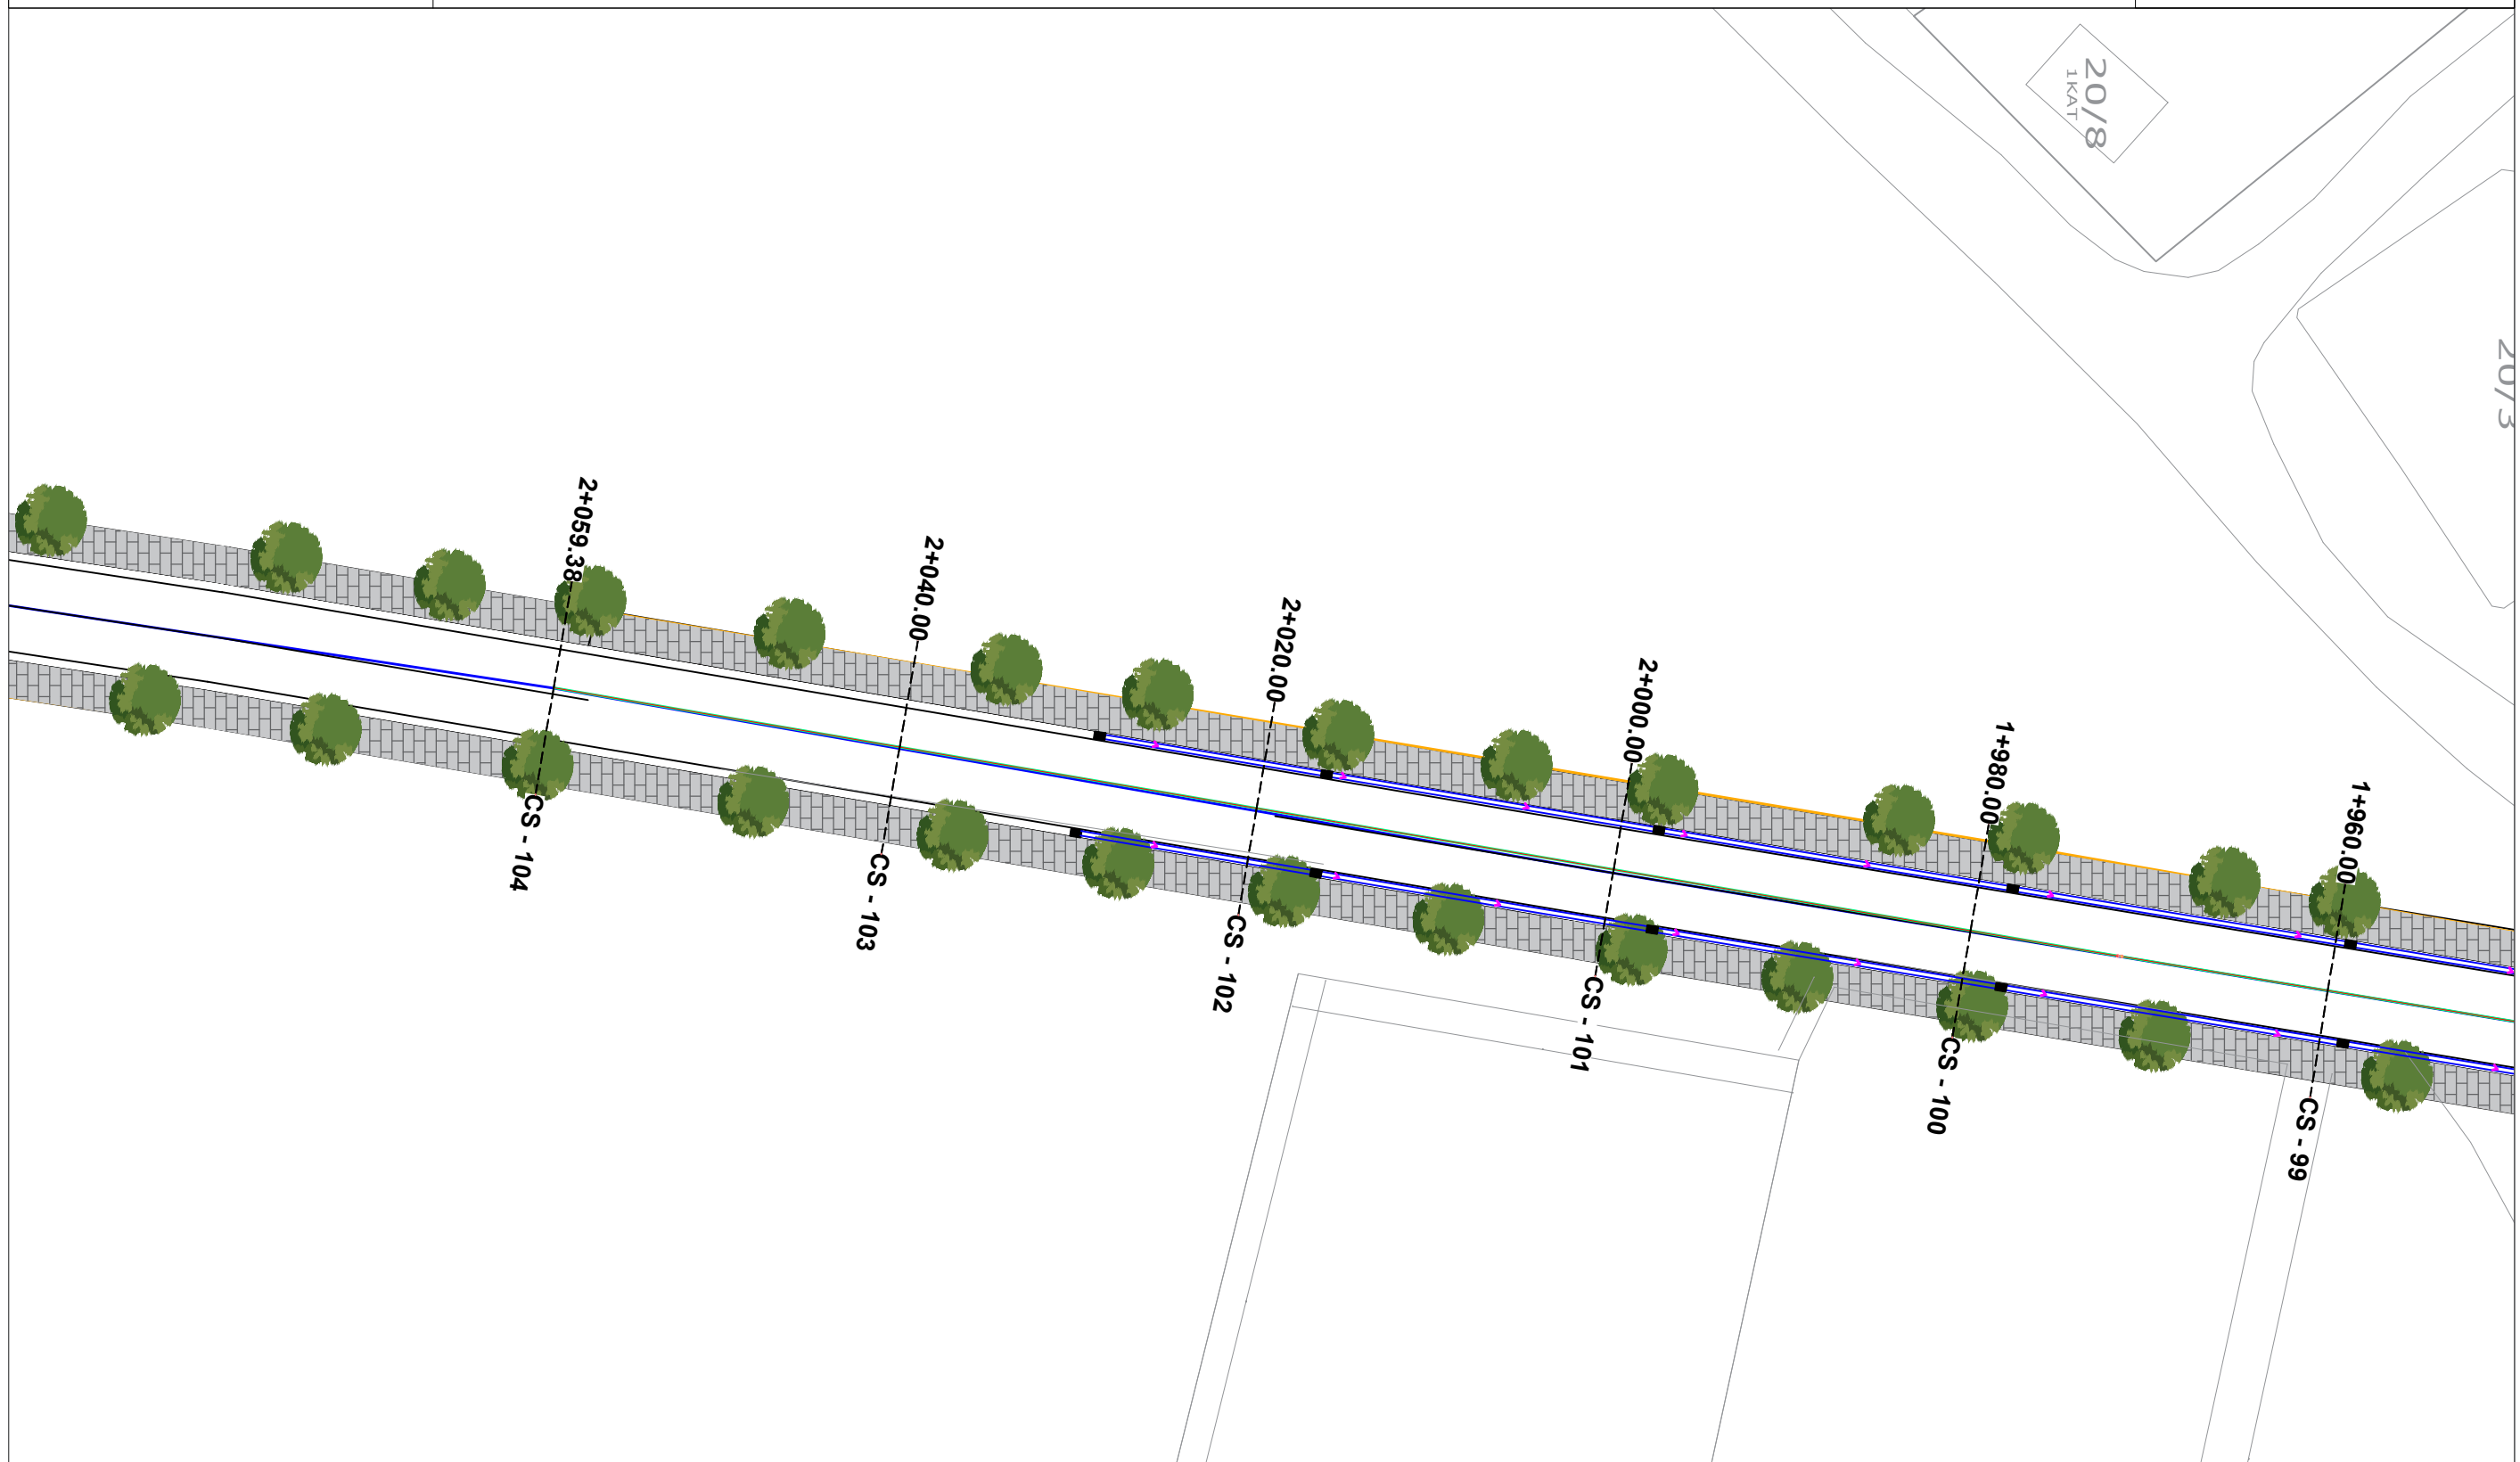 20/8
1KAT
20/3
2+059.38
2+040.00
2+020.00
2+000.00
1+980.00
1+960.00
CS - 104
CS - 103
CS - 102
CS - 101
CS - 100
CS - 99